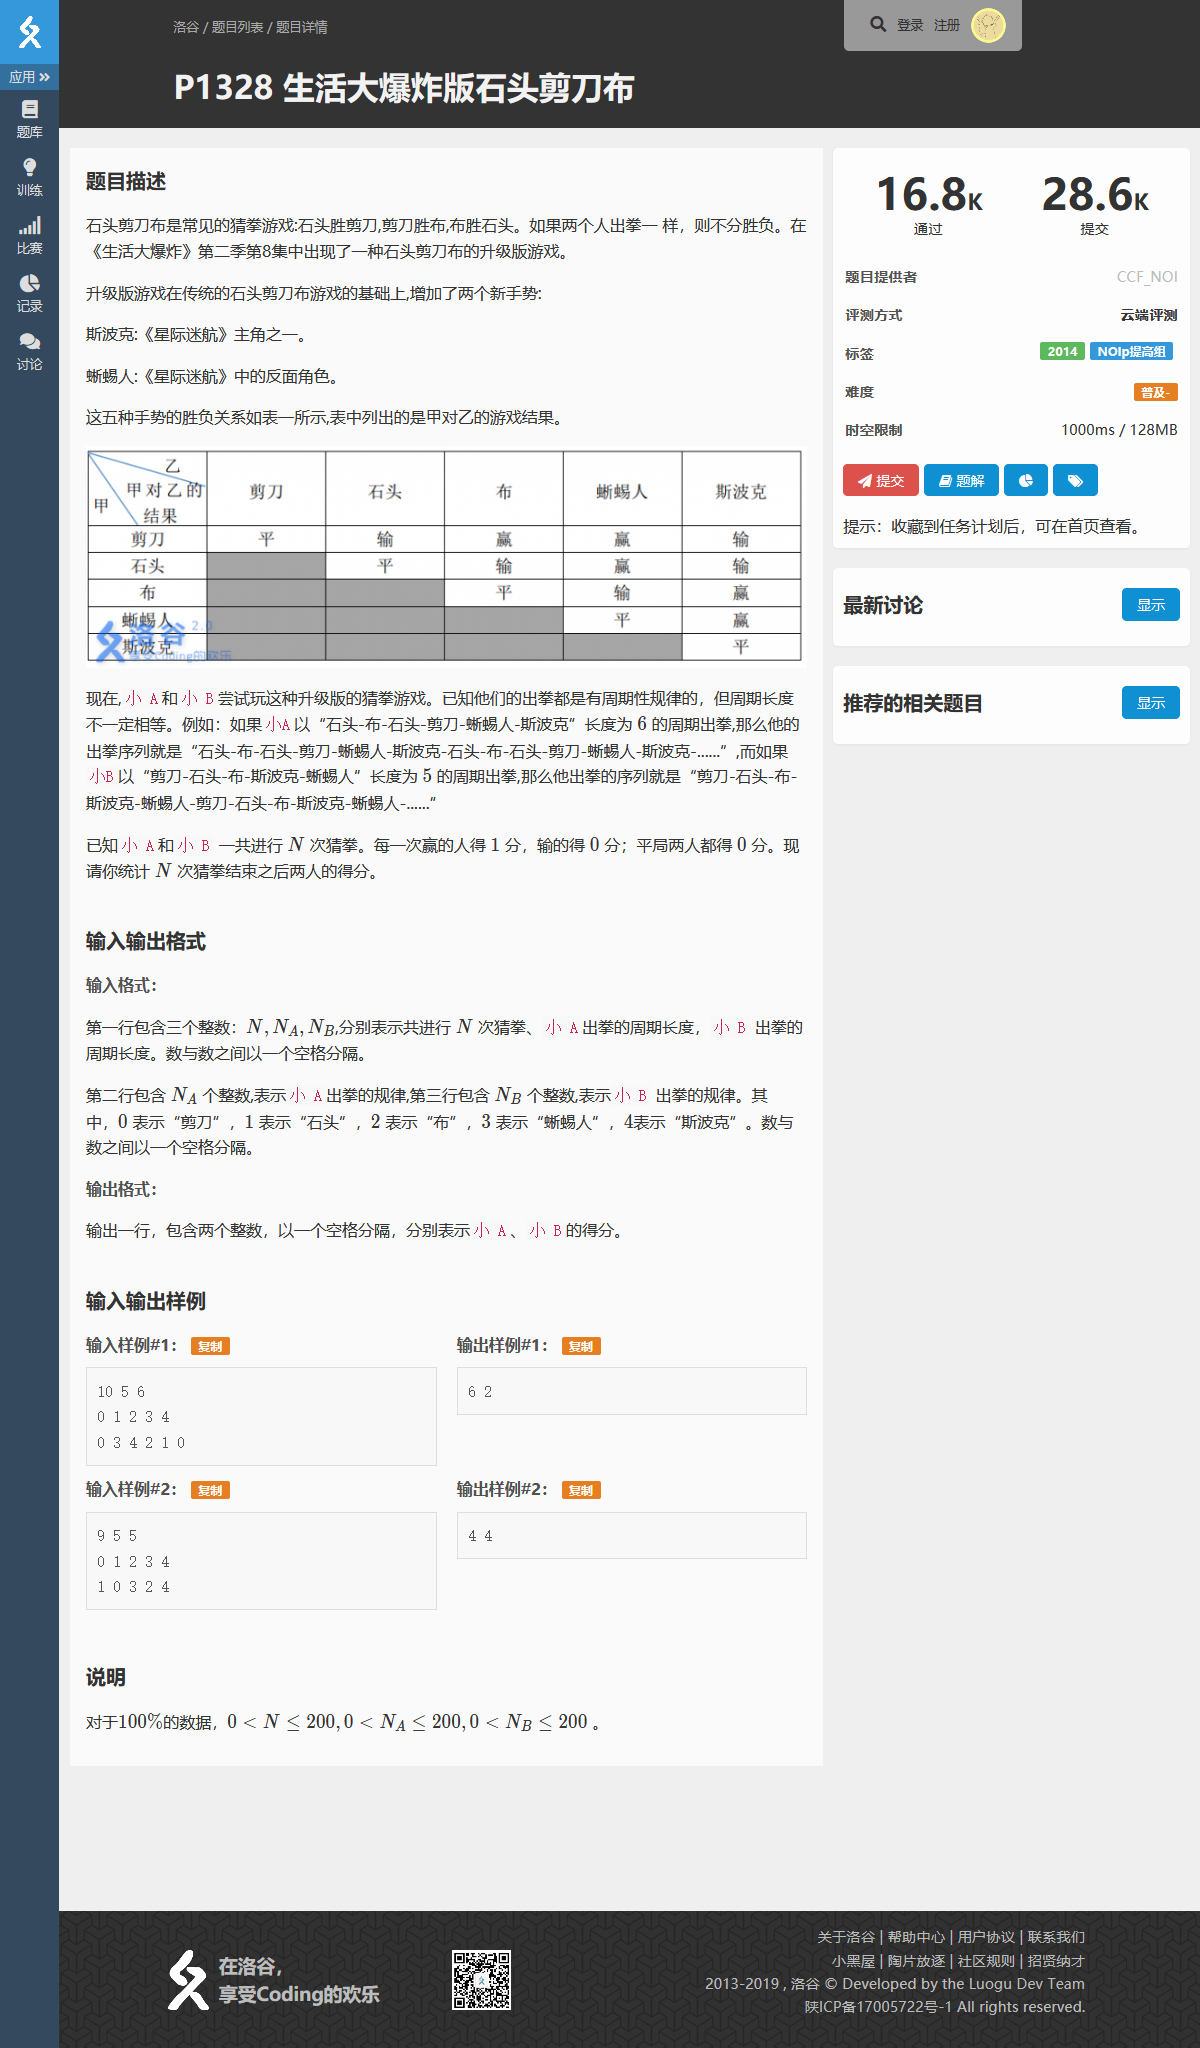 洛谷 / 题目列表 / 题目详情
登录 注册
P1328 生活大爆炸版石头剪刀布
应用
题库
训练
比赛
记录
讨论
题目描述
石头剪刀布是常见的猜拳游戏:石头胜剪刀,剪刀胜布,布胜石头。如果两个人出拳一 样，则不分胜负。在
《生活大爆炸》第二季第8集中出现了一种石头剪刀布的升级版游戏。
升级版游戏在传统的石头剪刀布游戏的基础上,增加了两个新手势:
斯波克:《星际迷航》主角之一。
蜥蜴人:《星际迷航》中的反面角色。
这五种手势的胜负关系如表一所示,表中列出的是甲对乙的游戏结果。
乙
甲对乙的
甲
结果
剪刀 石头 布 蜥蜴人 斯波克
剪刀 平 输 赢 赢 输
石头 平 输 赢 输
布 平 输 赢
蜥蜴人 平 赢
斯波克 平
洛谷 2.0
享受Coding的欢乐
现在, 小 A 和 小 B 尝试玩这种升级版的猜拳游戏。已知他们的出拳都是有周期性规律的，但周期长度
不一定相等。例如：如果 小A 以“石头-布-石头-剪刀-蜥蜴人-斯波克”长度为 6 的周期出拳,那么他的
出拳序列就是“石头-布-石头-剪刀-蜥蜴人-斯波克-石头-布-石头-剪刀-蜥蜴人-斯波克-......”,而如果
小B 以“剪刀-石头-布-斯波克-蜥蜴人”长度为 5 的周期出拳,那么他出拳的序列就是“剪刀-石头-布-
斯波克-蜥蜴人-剪刀-石头-布-斯波克-蜥蜴人-......”
已知 小 A 和 小 B 一共进行 N 次猜拳。每一次赢的人得 1 分，输的得 0 分；平局两人都得 0 分。现
请你统计 N 次猜拳结束之后两人的得分。
输入输出格式
输入格式：
第一行包含三个整数：N, N_A, N_B,分别表示共进行 N 次猜拳、 小 A 出拳的周期长度， 小 B 出拳的
周期长度。数与数之间以一个空格分隔。
第二行包含 N_A 个整数,表示 小 A 出拳的规律,第三行包含 N_B 个整数,表示 小 B 出拳的规律。其
中，0 表示“剪刀”，1 表示“石头”，2 表示“布”，3 表示“蜥蜴人”，4表示“斯波克”。数与
数之间以一个空格分隔。
输出格式：
输出一行，包含两个整数，以一个空格分隔，分别表示 小 A 、 小 B 的得分。
输入输出样例
输入样例#1： 复制
10 5 6
0 1 2 3 4
0 3 4 2 1 0
输出样例#1： 复制
6 2
输入样例#2： 复制
9 5 5
0 1 2 3 4
1 0 3 2 4
输出样例#2： 复制
4 4
说明
对于100%的数据，0 < N ≤ 200, 0 < N_A ≤ 200, 0 < N_B ≤ 200 。
16.8K 28.6K
通过 提交
题目提供者 CCF_NOI
评测方式 云端评测
标签 2014 NOIp提高组
难度 普及-
时空限制 1000ms / 128MB
提交 题解
提示：收藏到任务计划后，可在首页查看。
最新讨论 显示
推荐的相关题目 显示
在洛谷，
享受Coding的欢乐
关于洛谷 | 帮助中心 | 用户协议 | 联系我们
小黑屋 | 陶片放逐 | 社区规则 | 招贤纳才
2013-2019 , 洛谷 © Developed by the Luogu Dev Team
陕ICP备17005722号-1 All rights reserved.